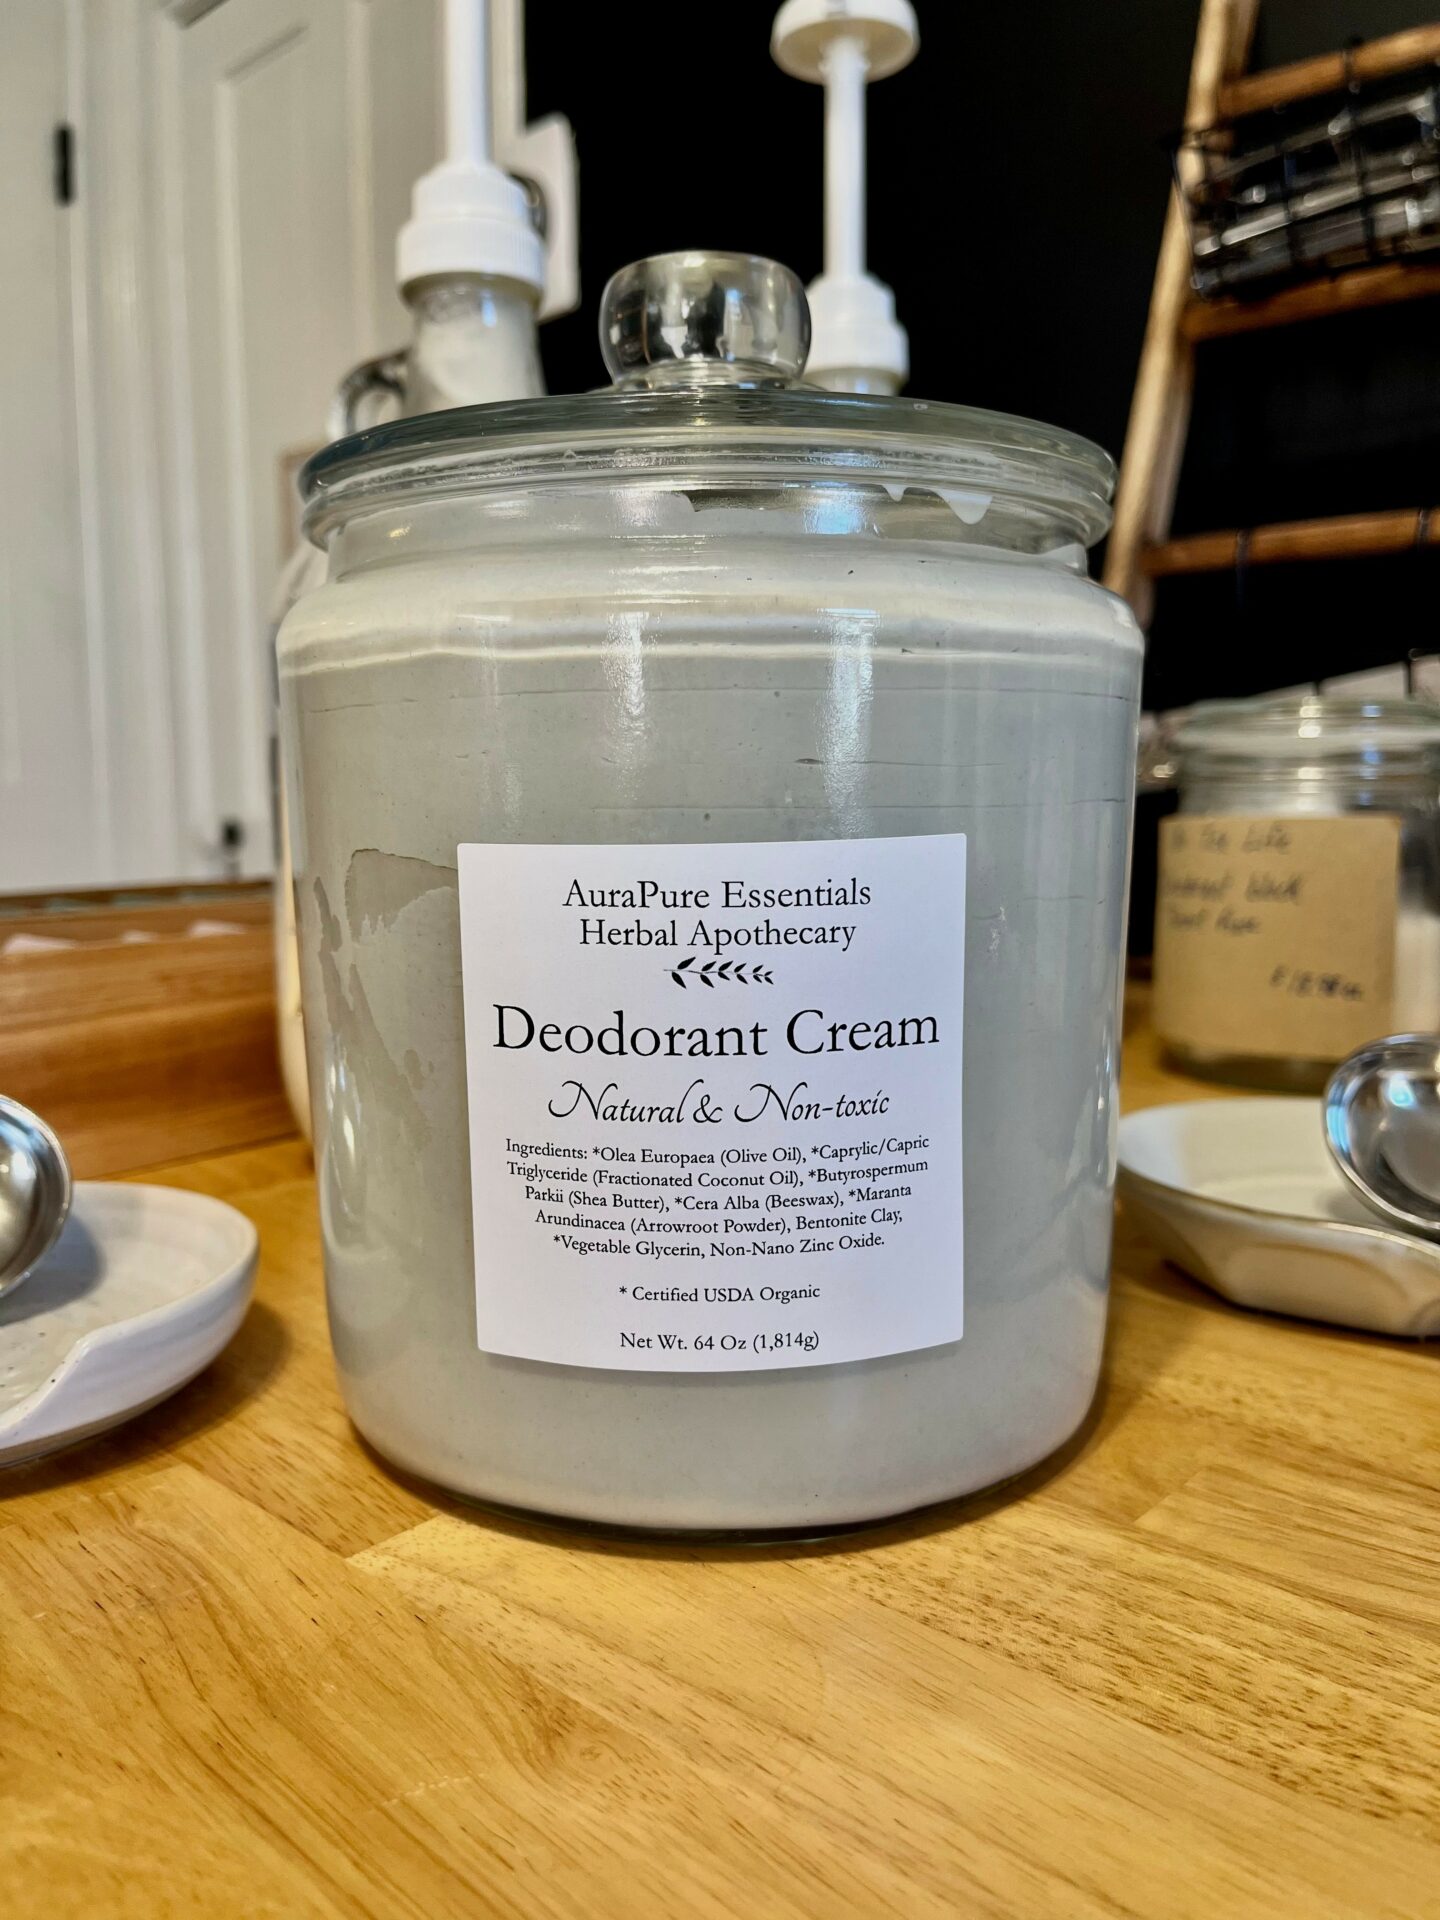 AuraPure Essentials
Herbal Apothecary
Deodorant Cream
Natural & Non-toxic
Ingredients: *Olea Europaea (Olive Oil), *Caprylic/Capric
Triglyceride (Fractionated Coconut Oil), *Butyrospermum
Parkii (Shea Butter), *Cera Alba (Beeswax), *Maranta
Arundinacea (Arrowroot Powder), Bentonite Clay,
*Vegetable Glycerin, Non-Nano Zinc Oxide.
* Certified USDA Organic
Net Wt. 64 Oz (1,814g)